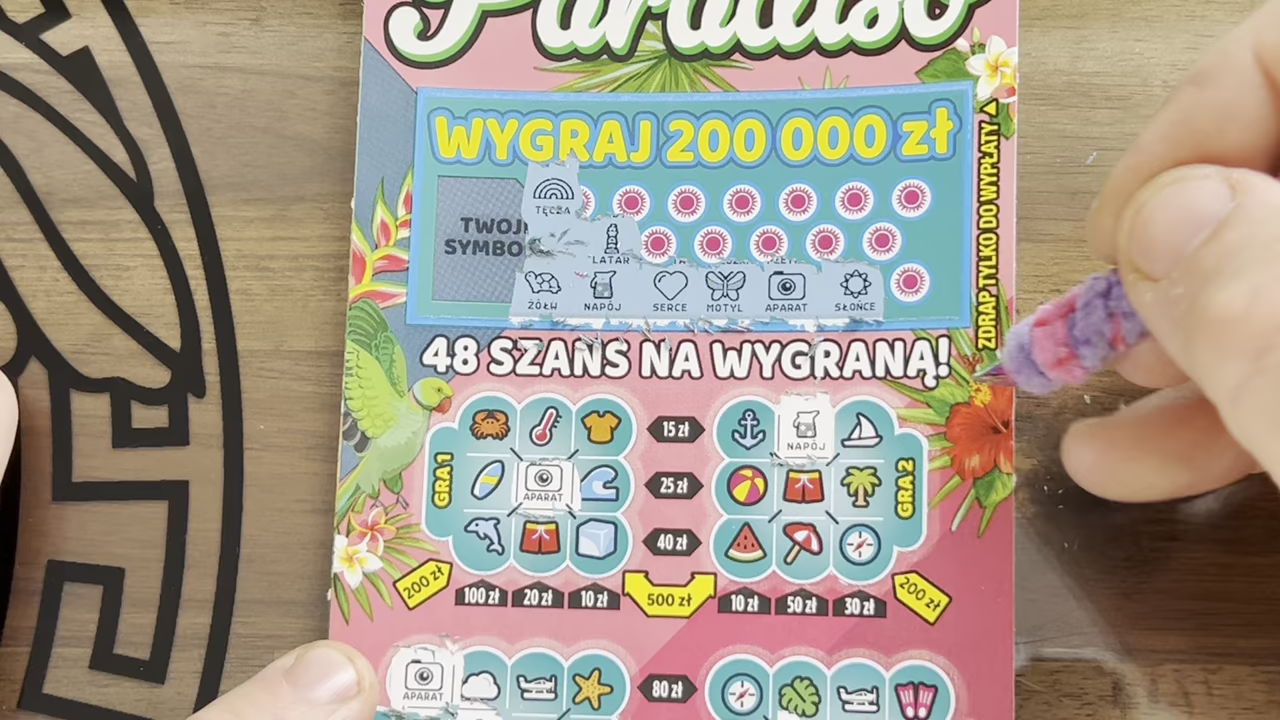 Paradiso
WYGRAJ 200 000 zł
TĘCZA
TWOJE
SYMBO
LATAR
ŻÓŁW NAPÓJ SERCE MOTYL APARAT SŁOŃCE
ZDRAP TYLKO DO WYPŁATY
48 SZANS NA WYGRANĄ!
GRA 1
15 zł
NAPÓJ
25 zł
APARAT
GRA 2
40 zł
200 zł
100 zł 20 zł 10 zł
500 zł
10 zł 50 zł 30 zł
200 zł
APARAT
80 zł